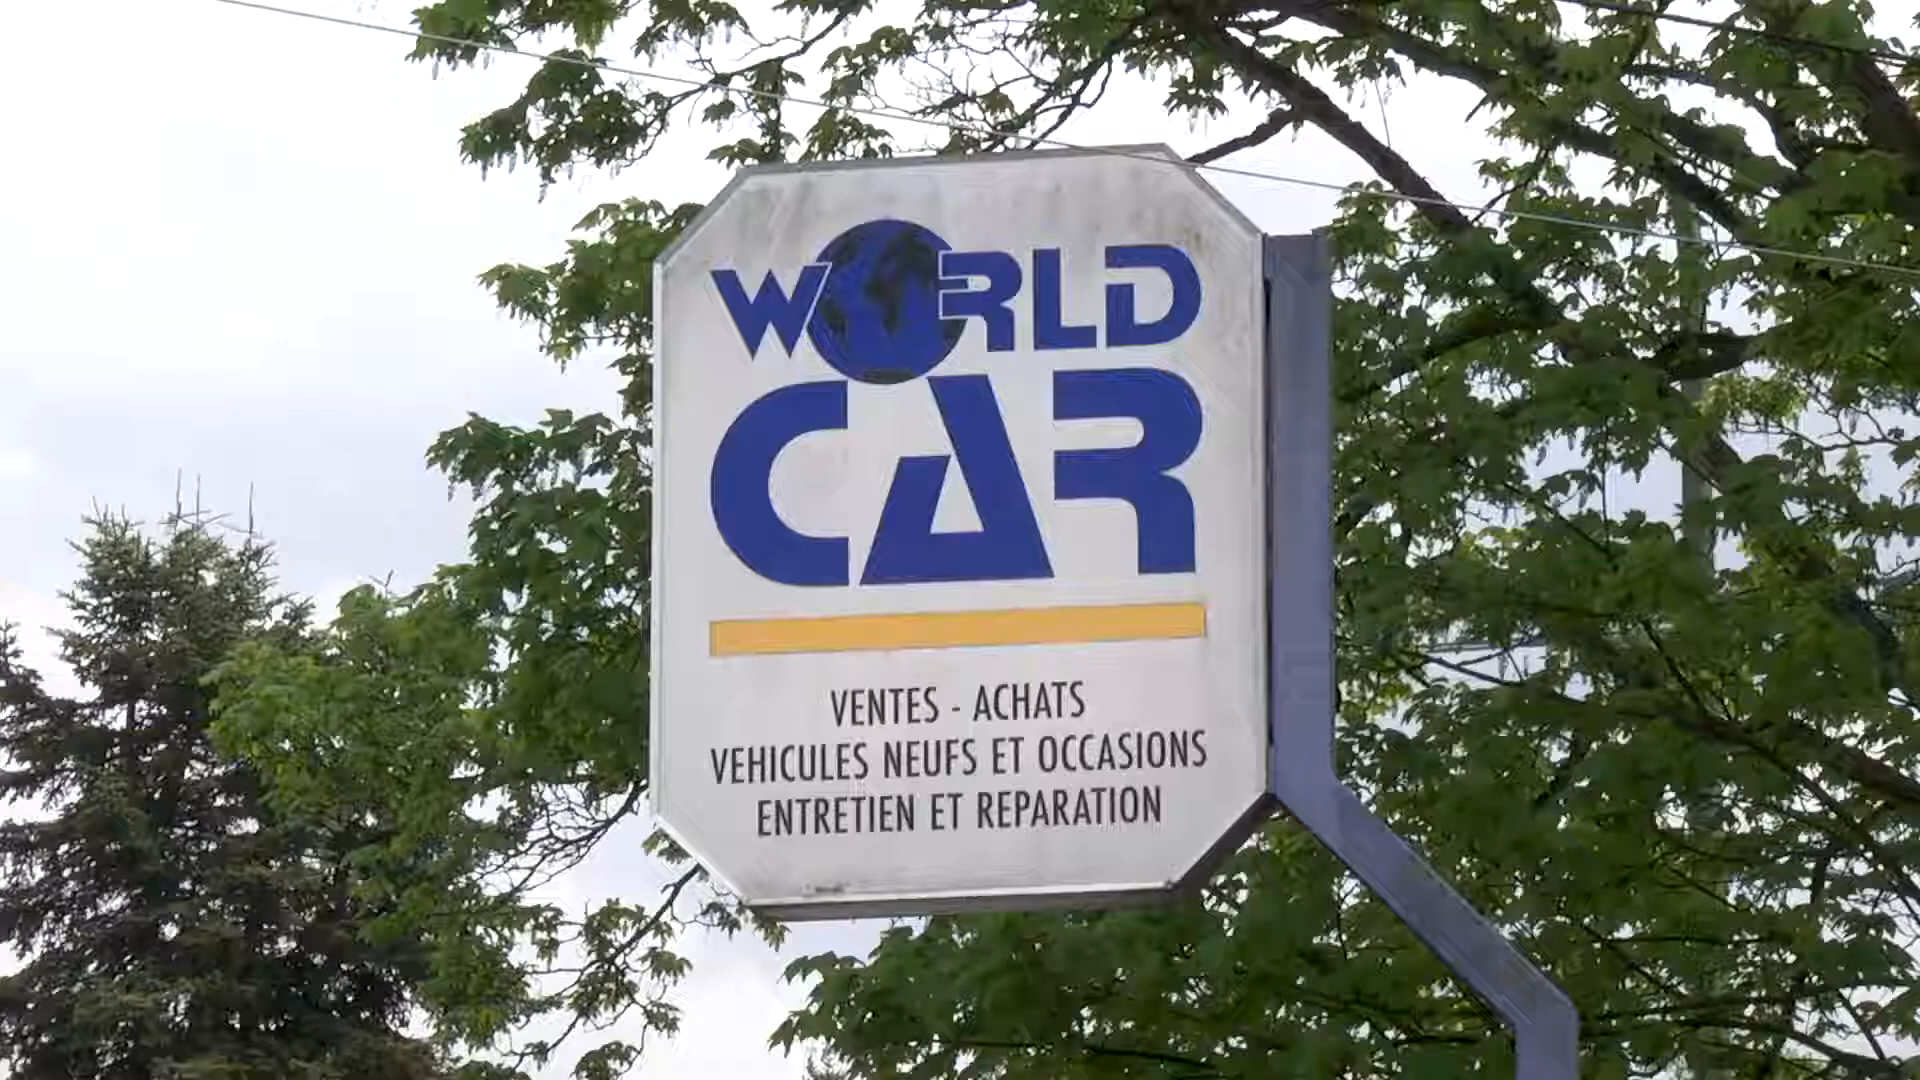 WORLD
CAR
VENTES - ACHATS
VEHICULES NEUFS ET OCCASIONS
ENTRETIEN ET REPARATION